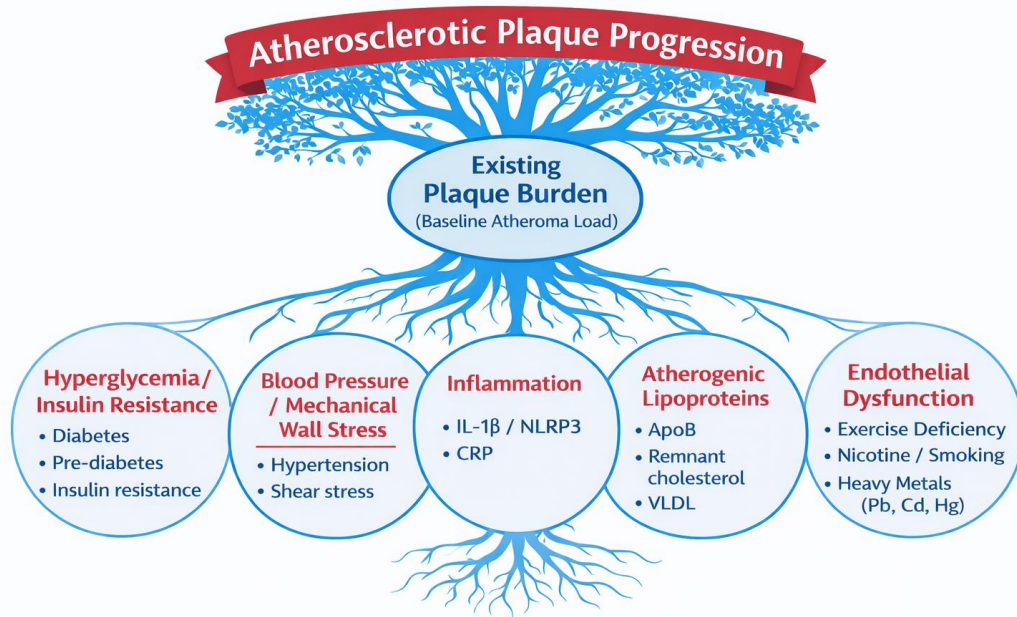 Atherosclerotic Plaque Progression
Existing
Plaque Burden
(Baseline Atheroma Load)
Hyperglycemia/
Insulin Resistance
• Diabetes
• Pre-diabetes
• Insulin resistance
Blood Pressure
/ Mechanical
Wall Stress
• Hypertension
• Shear stress
Inflammation
• IL-1β / NLRP3
• CRP
Atherogenic
Lipoproteins
• ApoB
• Remnant
cholesterol
• VLDL
Endothelial
Dysfunction
• Exercise Deficiency
• Nicotine / Smoking
• Heavy Metals
(Pb, Cd, Hg)